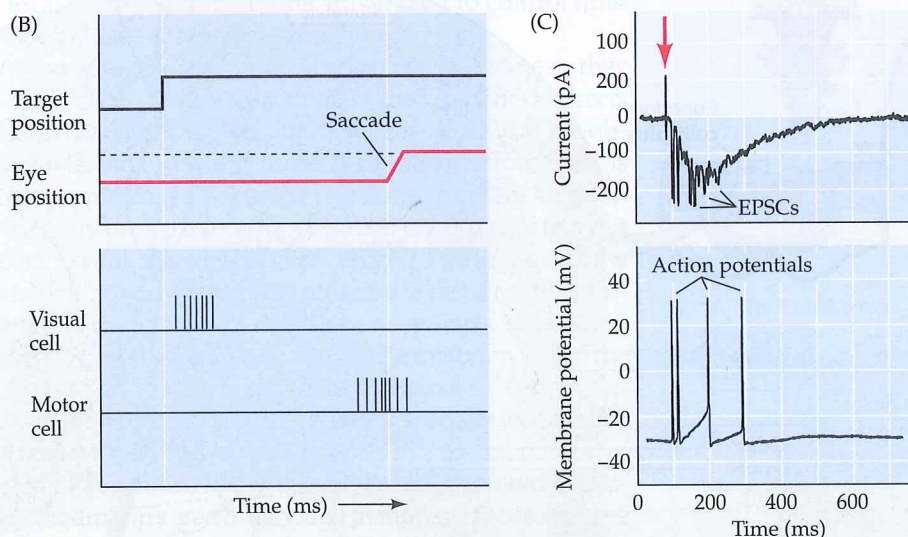 (B)
Target
position
Saccade
Eye
position
Visual
cell
Motor
cell
Time (ms)
(C)
Current (pA)
100
200
0
−100
−200
EPSCs
Membrane potential (mV)
40
20
0
−20
−40
Action potentials
0
200
400
600
Time (ms)